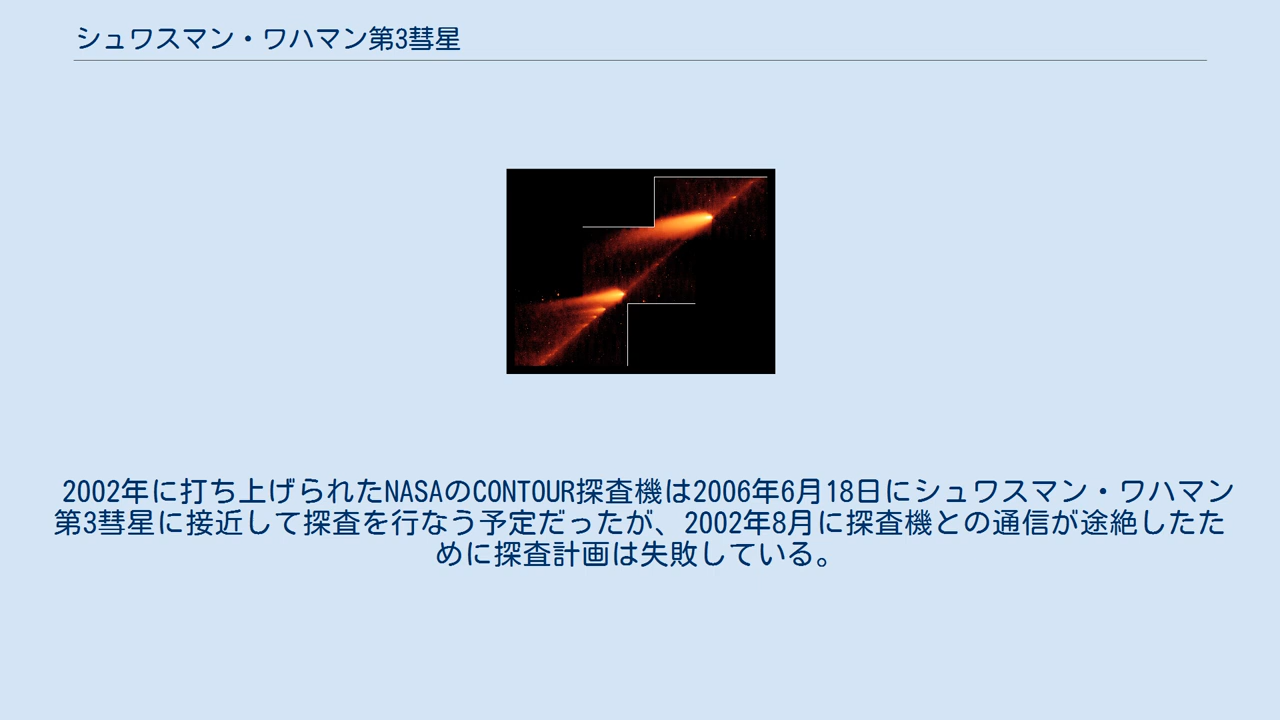 シュワスマン・ワハマン第3彗星
2002年に打ち上げられたNASAのCONTOUR探査機は2006年6月18日にシュワスマン・ワハマン
第3彗星に接近して探査を行なう予定だったが、2002年8月に探査機との通信が途絶したた
めに探査計画は失敗している。